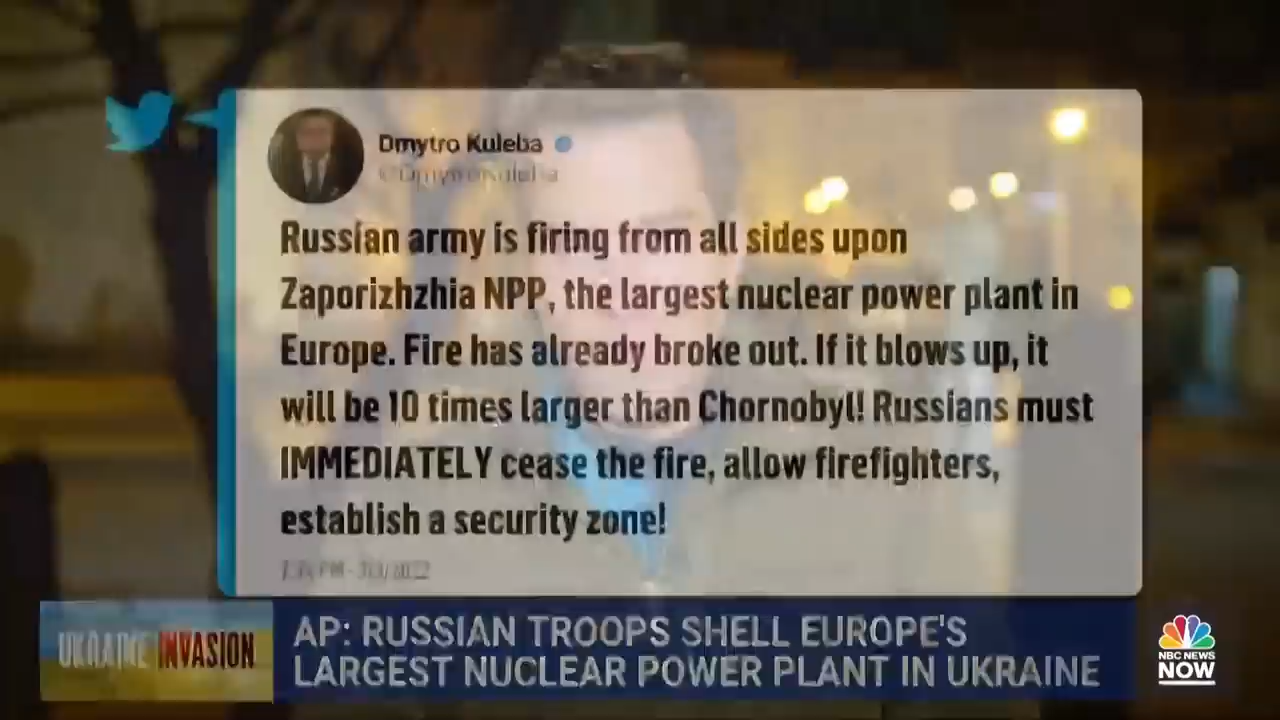 Dmytro Kuleba
@DmytroKuleba
Russian army is firing from all sides upon
Zaporizhzhia NPP, the largest nuclear power plant in
Europe. Fire has already broke out. If it blows up, it
will be 10 times larger than Chornobyl! Russians must
IMMEDIATELY cease the fire, allow firefighters,
establish a security zone!
UKRAINE INVASION
AP: RUSSIAN TROOPS SHELL EUROPE'S
LARGEST NUCLEAR POWER PLANT IN UKRAINE
NBC NEWS
NOW